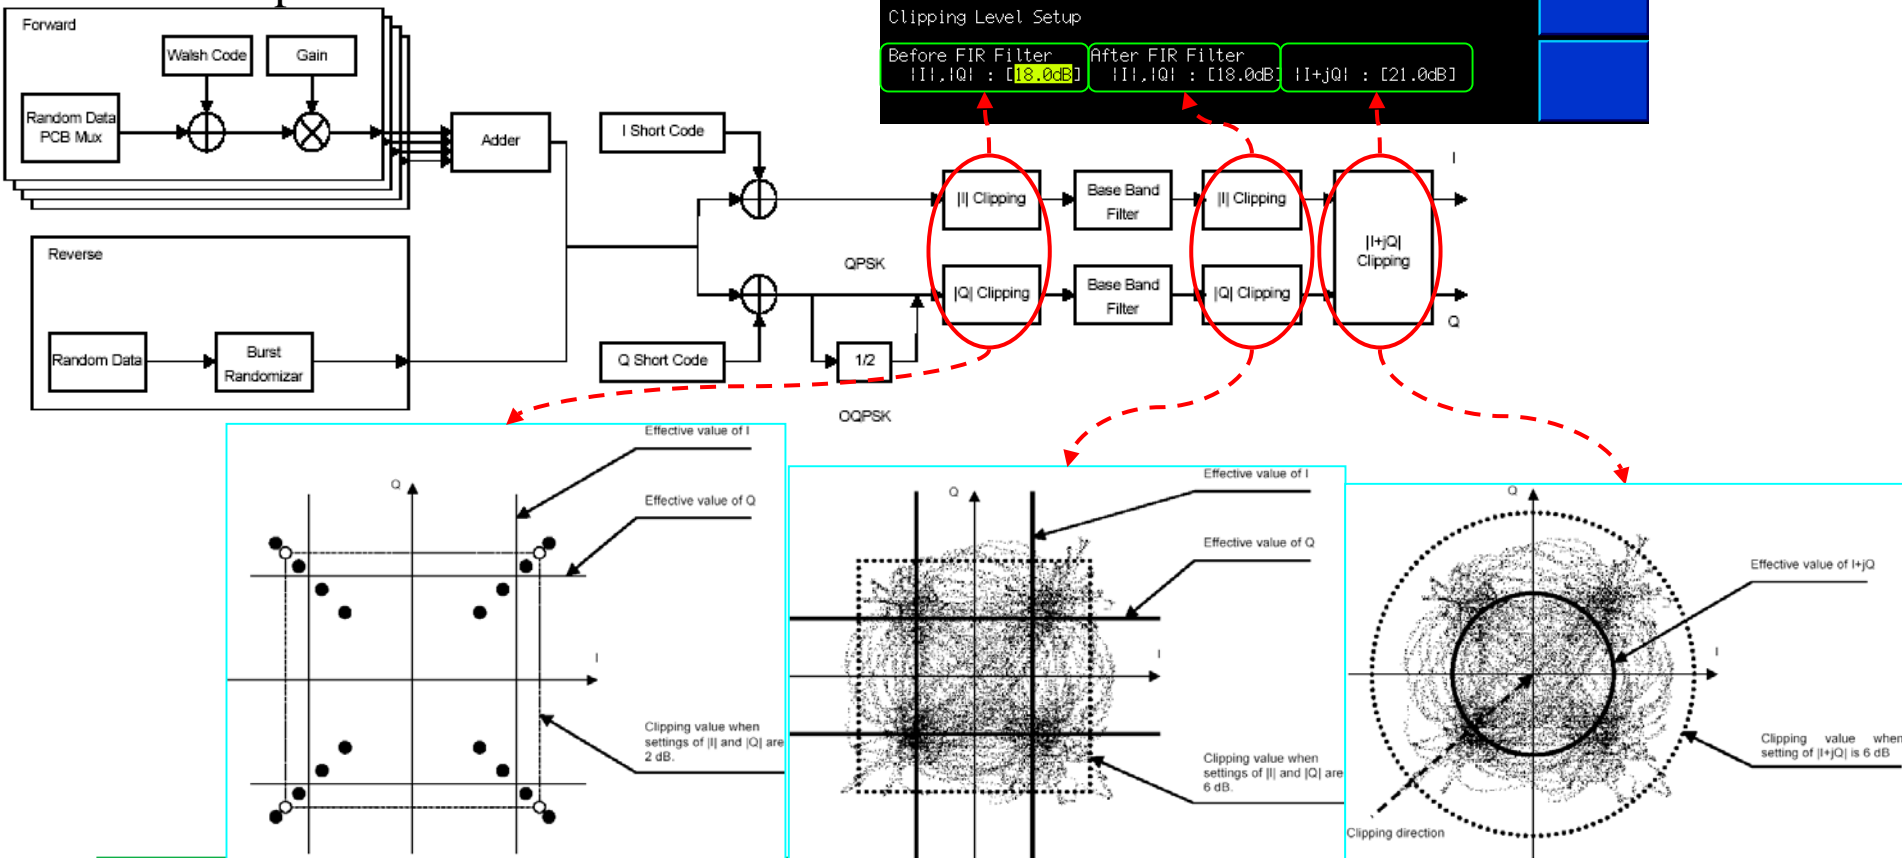 Forward
Walsh Code
Gain
Random Data
PCB Mux
Adder
Reverse
Random Data
Burst
Randomizar
I Short Code
Q Short Code
QPSK
1/2
OQPSK
|I| Clipping
|Q| Clipping
Base Band
Filter
Base Band
Filter
|I| Clipping
|Q| Clipping
|I+jQ|
Clipping
I
Q
Clipping Level Setup
Before FIR Filter
|I|,|Q| : [18.0dB]
After FIR Filter
|I|,|Q| : [18.0dB]
|I+jQ| : [21.0dB]
Effective value of I
Q
Effective value of Q
I
Clipping value when
settings of |I| and |Q| are
2 dB.
Effective value of I
Q
Effective value of Q
I
Clipping value when
settings of |I| and |Q| are
6 dB.
Q
Effective value of I+jQ
I
Clipping value when
setting of |I+jQ| is 6 dB
Clipping direction